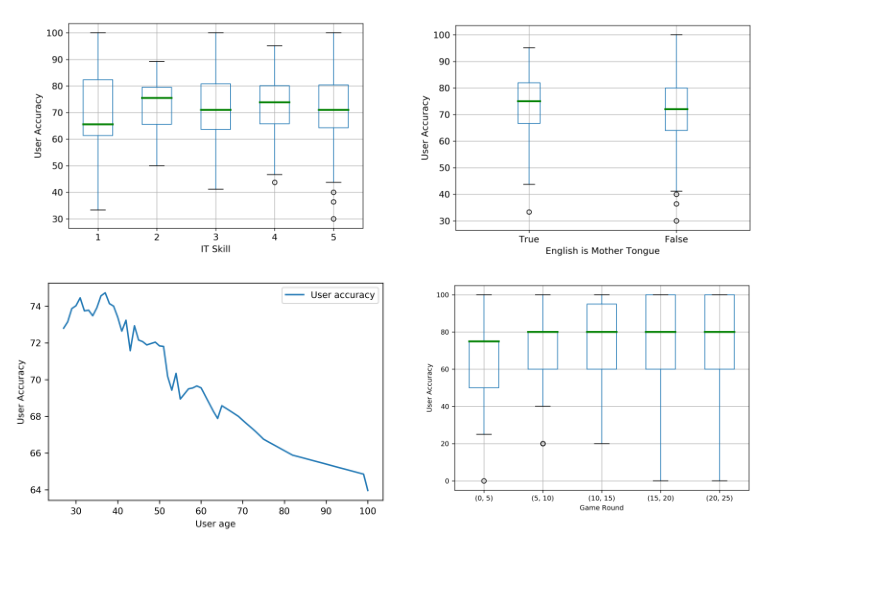 100
90
80
70
60
50
40
30
User Accuracy
1 2 3 4 5
IT Skill
100
90
80
70
60
50
40
30
User Accuracy
True False
English is Mother Tongue
User accuracy
74
72
70
68
66
64
User Accuracy
30 40 50 60 70 80 90 100
User age
100
80
60
40
20
0
User Accuracy
(0, 5) (5, 10) (10, 15) (15, 20) (20, 25)
Game Round